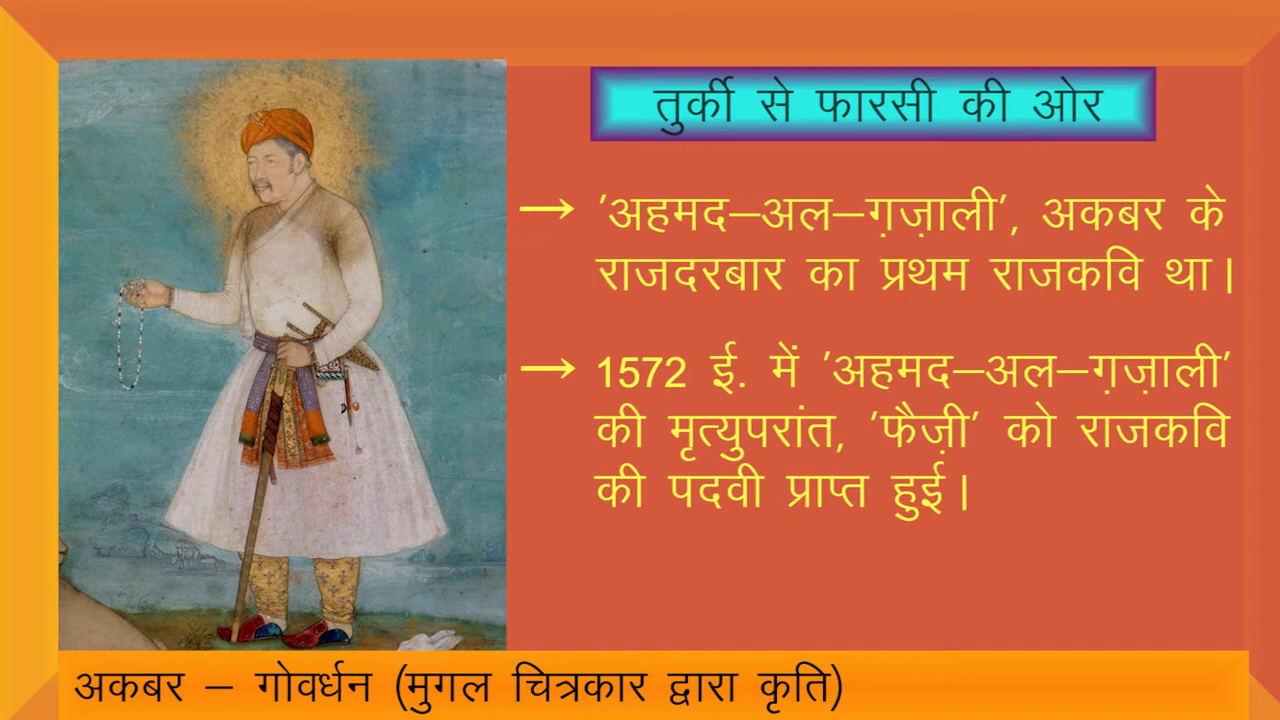 तुर्की से फारसी की ओर
→ 'अहमद–अल–ग़ज़ाली', अकबर के
राजदरबार का प्रथम राजकवि था।
→ 1572 ई. में 'अहमद–अल–ग़ज़ाली'
की मृत्युपरांत, 'फैज़ी' को राजकवि
की पदवी प्राप्त हुई।
अकबर – गोवर्धन (मुगल चित्रकार द्वारा कृति)